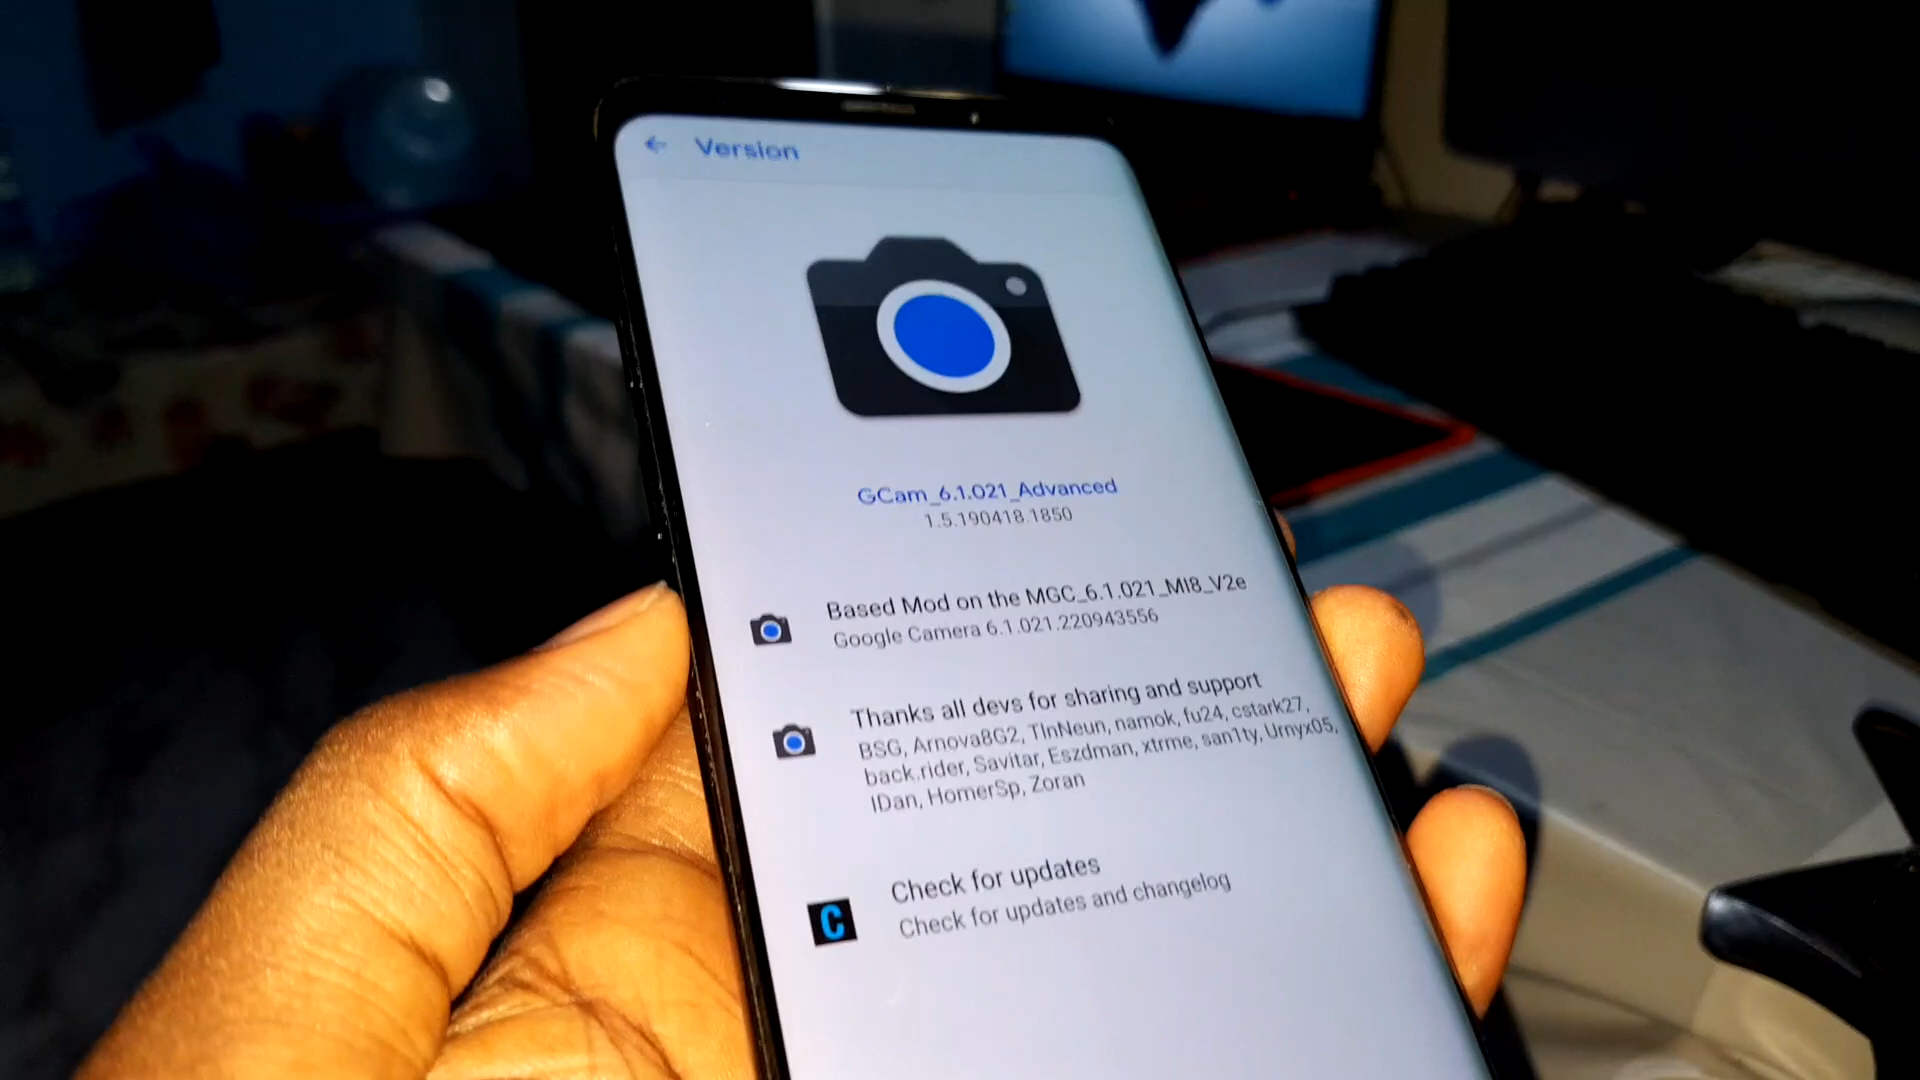 Version
GCam_6.1.021_Advanced
1.5.190418.1850
Based Mod on the MGC_6.1.021_MI8_V2e
Google Camera 6.1.021.220943556
Thanks all devs for sharing and support
BSG, Arnova8G2, TlnNeun, namok, fu24, cstark27,
back.rider, Savitar, Eszdman, xtrme, san1ty, Urnyx05,
IDan, HomerSp, Zoran
C
Check for updates
Check for updates and changelog